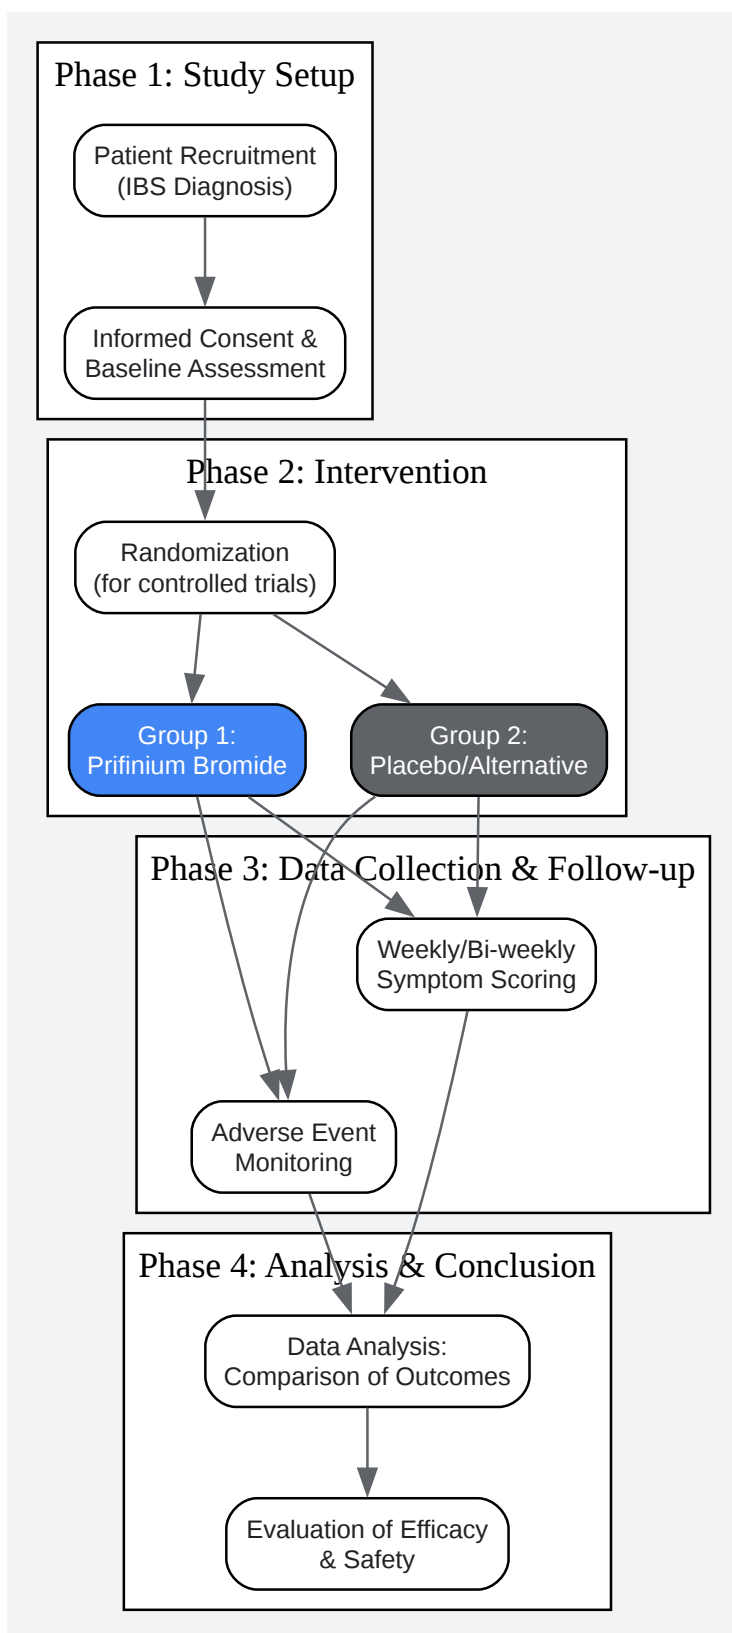 Phase 1: Study Setup
Patient Recruitment
(IBS Diagnosis)
Informed Consent &
Baseline Assessment
Phase 2: Intervention
Randomization
(for controlled trials)
Group 1:
Prifinium Bromide
Group 2:
Placebo/Alternative
Phase 3: Data Collection & Follow-up
Weekly/Bi-weekly
Symptom Scoring
Adverse Event
Monitoring
Phase 4: Analysis & Conclusion
Data Analysis:
Comparison of Outcomes
Evaluation of Efficacy
& Safety